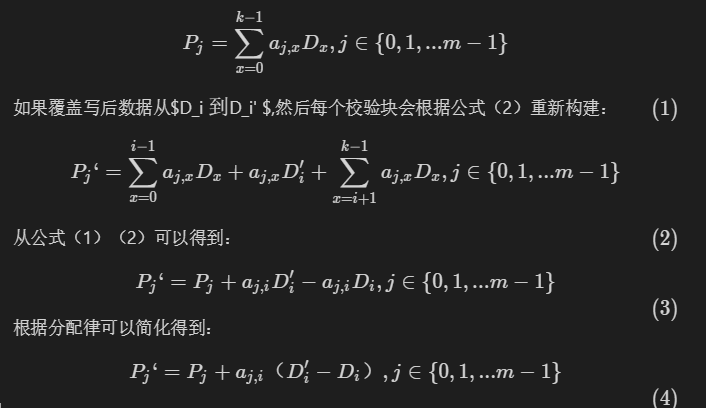 $$P_j = \sum_{x=0}^{k-1} a_{j,x} D_x, j \in \{0,1,...m-1\}$$
如果覆盖写后数据从$D_i 到D_i' $,然后每个校验块会根据公式（2）重新构建： (1)
$$P_j` = \sum_{x=0}^{i-1} a_{j,x} D_x + a_{j,x} D_i' + \sum_{x=i+1}^{k-1} a_{j,x} D_x, j \in \{0,1,...m-1\}$$
从公式（1）（2）可以得到： (2)
$$P_j` = P_j + a_{j,i} D_i' - a_{j,i} D_i, j \in \{0,1,...m-1\}$$
(3)
根据分配律可以简化得到：
$$P_j` = P_j + a_{j,i}（D_i' - D_i）, j \in \{0,1,...m-1\}$$
(4)